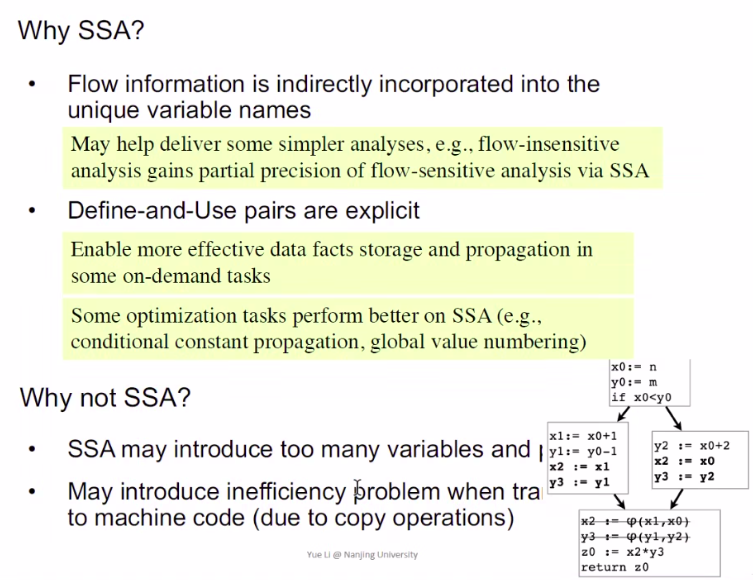 Why SSA?
• Flow information is indirectly incorporated into the
unique variable names
May help deliver some simpler analyses, e.g., flow-insensitive
analysis gains partial precision of flow-sensitive analysis via SSA
• Define-and-Use pairs are explicit
Enable more effective data facts storage and propagation in
some on-demand tasks
Some optimization tasks perform better on SSA (e.g.,
conditional constant propagation, global value numbering)
Why not SSA?
• SSA may introduce too many variables and
• May introduce inefficiency problem when
to machine code (due to copy operations)
x0:= n
y0:= m
if x0<y0
x1:= x0+1
y1:= y0-1
x2 := x1
y3 := y1
y2 := x0+2
x2 := x0
y3 := y2
x2 := φ(x1,x0)
y3 := φ(y1,y2)
z0 := x2*y3
return z0
Yue Li @ Nanjing University